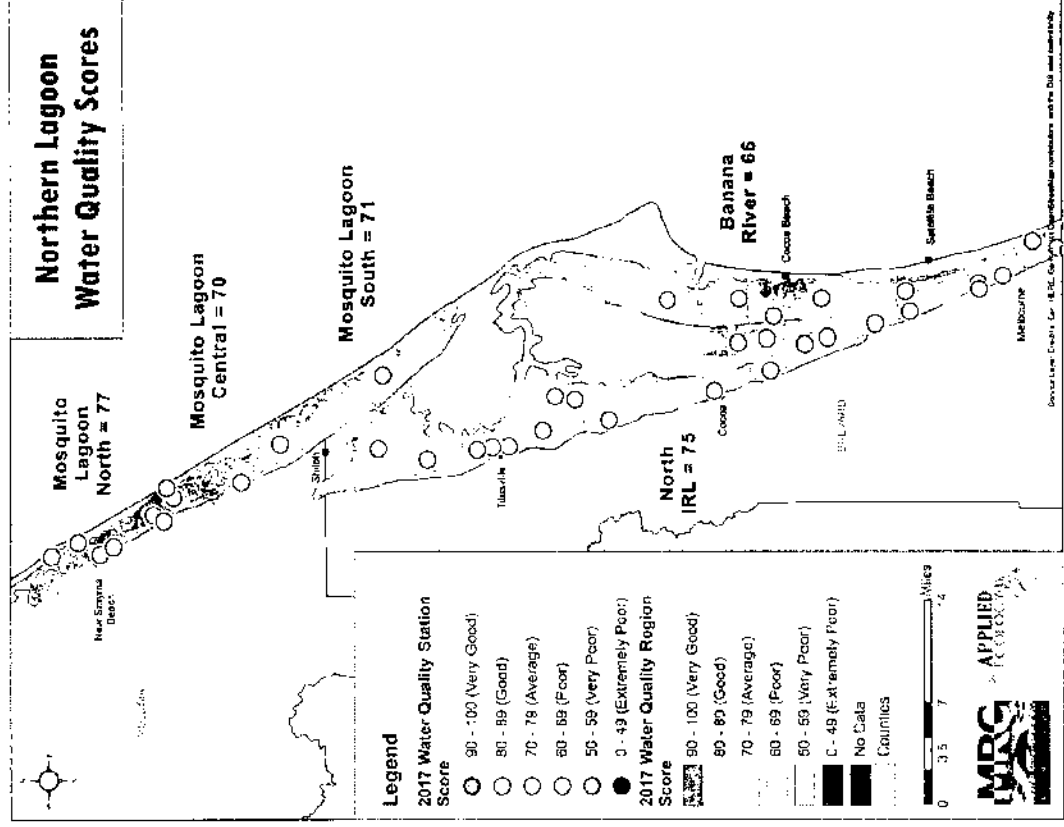 Northern Lagoon
Water Quality Scores
Mosquito
Lagoon
North = 77
Mosquito Lagoon
Central = 70
Mosquito Lagoon
South = 71
Banana
River = 66
North
IRL = 75
New Smyrna
Beach
Shiloh
Titusville
Cocoa
Cocoa Beach
Satellite Beach
Melbourne
Legend
2017 Water Quality Station
Score
90 - 100 (Very Good)
80 - 89 (Good)
70 - 79 (Average)
60 - 69 (Poor)
50 - 59 (Very Poor)
0 - 49 (Extremely Poor)
2017 Water Quality Region
Score
90 - 100 (Very Good)
80 - 89 (Good)
70 - 79 (Average)
60 - 69 (Poor)
50 - 59 (Very Poor)
0 - 49 (Extremely Poor)
No Data
Counties
Miles
0 3.5 7 14
MRC
APPLIED
ECOLOGY